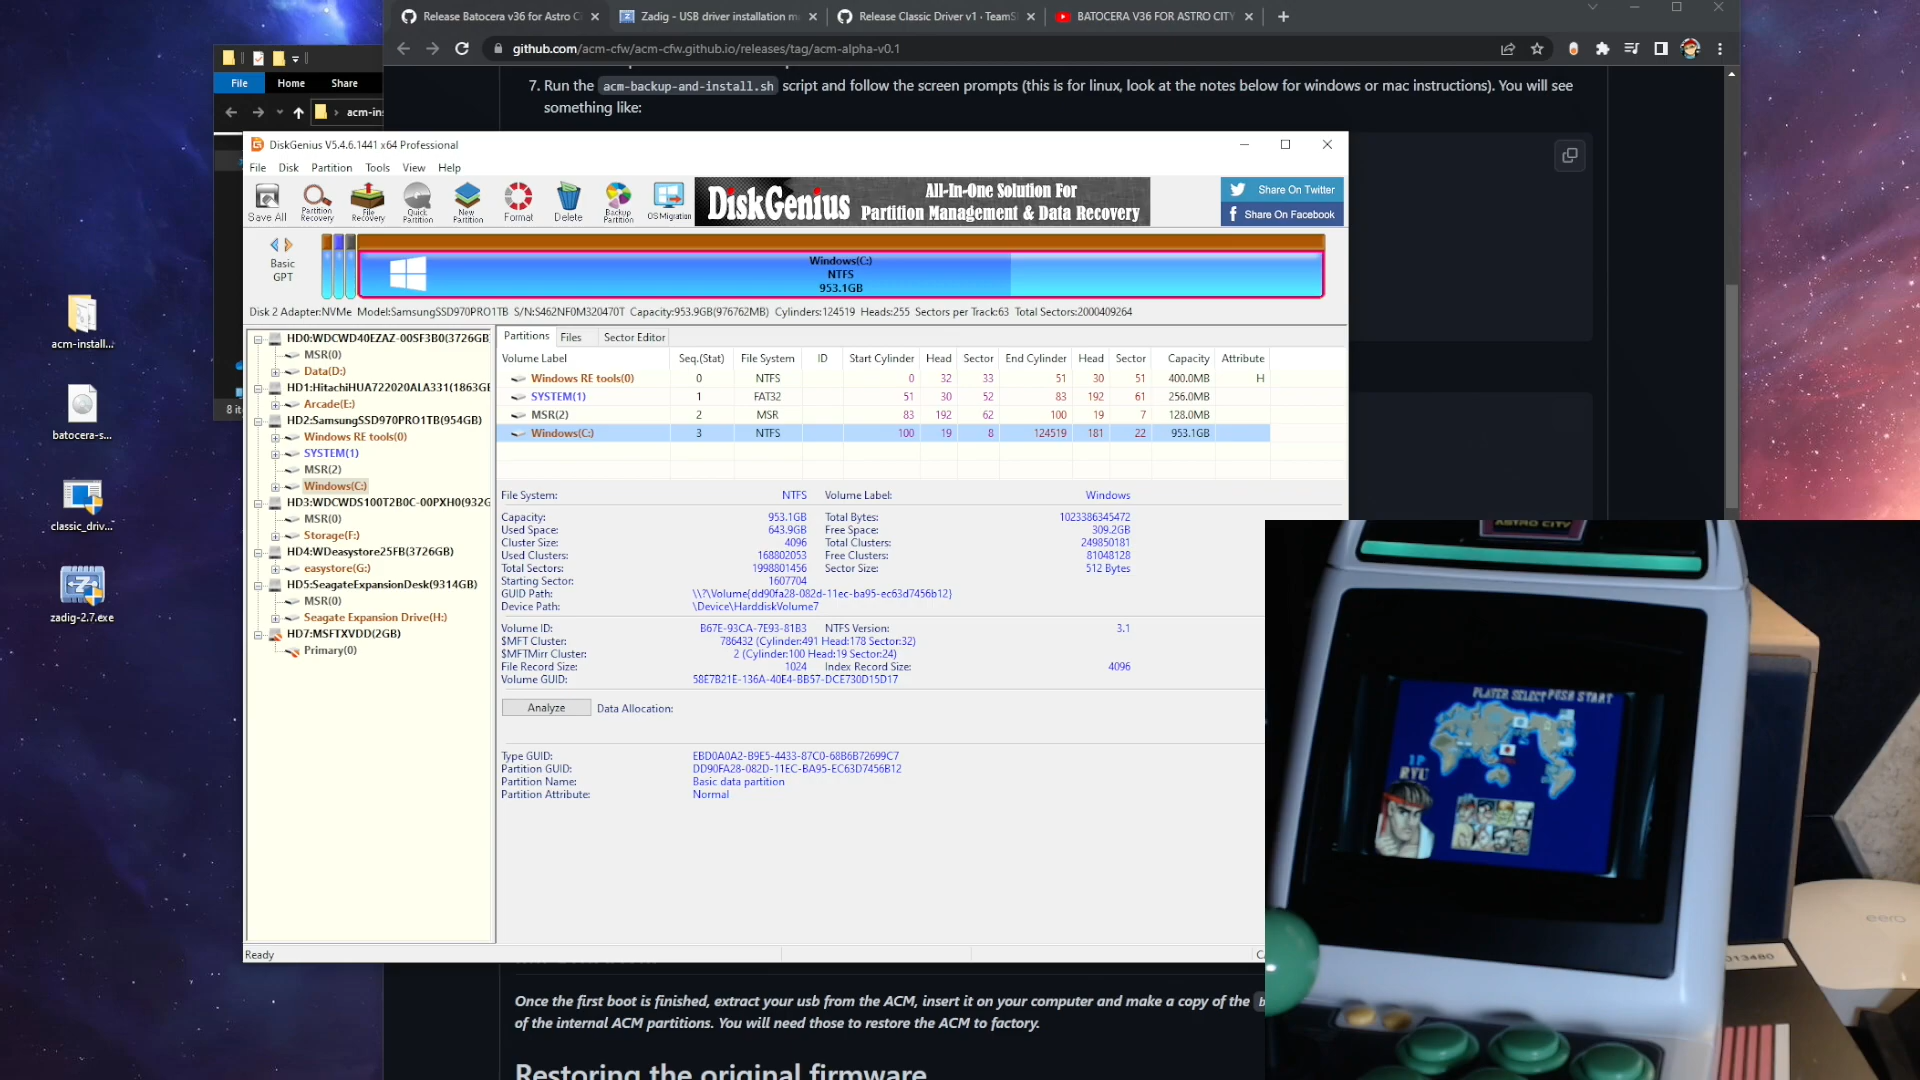 Release Batocera v36 for Astro C
Zadig - USB driver installation m
Release Classic Driver v1 · TeamS
BATOCERA V36 FOR ASTRO CITY
github.com/acm-cfw/acm-cfw.github.io/releases/tag/acm-alpha-v0.1
File Home Share
acm-in
7. Run the acm-backup-and-install.sh script and follow the screen prompts (this is for linux, look at the notes below for windows or mac instructions). You will see
something like:
DiskGenius V5.4.6.1441 x64 Professional
File Disk Partition Tools View Help
Save All
Partition Recovery
File Recovery
Quick Partition
New Partition
Format
Delete
Backup Partition
OS Migration
DiskGenius
All-In-One Solution For
Partition Management & Data Recovery
Share On Twitter
Share On Facebook
Basic
GPT
Windows(C:)
NTFS
953.1GB
Disk 2 Adapter:NVMe Model:SamsungSSD970PRO1TB S/N:S462NF0M320470T Capacity:953.9GB(976762MB) Cylinders:124519 Heads:255 Sectors per Track:63 Total Sectors:2000409264
HD0:WDCWD40EZAZ-00SF3B0(3726GB
MSR(0)
Data(D:)
HD1:HitachiHUA722020ALA331(1863GE
Arcade(E:)
HD2:SamsungSSD970PRO1TB(954GB)
Windows RE tools(0)
SYSTEM(1)
MSR(2)
Windows(C:)
HD3:WDCWDS100T2B0C-00PXH0(932G
MSR(0)
Storage(F:)
HD4:WDeasystore25FB(3726GB)
easystore(G:)
HD5:SeagateExpansionDesk(9314GB)
MSR(0)
Seagate Expansion Drive(H:)
HD7:MSFTXVDD(2GB)
Primary(0)
Partitions Files Sector Editor
Volume Label Seq.(Stat) File System ID Start Cylinder Head Sector End Cylinder Head Sector Capacity Attribute
Windows RE tools(0) 0 NTFS 0 32 33 51 30 51 400.0MB H
SYSTEM(1) 1 FAT32 51 30 52 83 192 61 256.0MB
MSR(2) 2 MSR 83 192 62 100 19 7 128.0MB
Windows(C:) 3 NTFS 100 19 8 124519 181 22 953.1GB
File System: NTFS Volume Label: Windows
Capacity: 953.1GB Total Bytes: 1023386345472
Used Space: 643.9GB Free Space: 309.2GB
Cluster Size: 4096 Total Clusters: 249850181
Used Clusters: 168802053 Free Clusters: 81048128
Total Sectors: 1998801456 Sector Size: 512 Bytes
Starting Sector: 1607704
GUID Path: \\?\Volume{dd90fa28-082d-11ec-ba95-ec63d7456b12}
Device Path: \Device\HarddiskVolume7
Volume ID: B67E-93CA-7E93-81B3 NTFS Version: 3.1
$MFT Cluster: 786432 (Cylinder:491 Head:178 Sector:32)
$MFTMirr Cluster: 2 (Cylinder:100 Head:19 Sector:24)
File Record Size: 1024 Index Record Size: 4096
Volume GUID: 58E7B21E-136A-40E4-BB57-DCE730D15D17
Analyze Data Allocation:
Type GUID: EBD0A0A2-B9E5-4433-87C0-68B6B72699C7
Partition GUID: DD90FA28-082D-11EC-BA95-EC63D7456B12
Partition Name: Basic data partition
Partition Attribute: Normal
Ready
acm-install...
batocera-s...
classic_driv...
zadig-2.7.exe
8 it
Once the first boot is finished, extract your usb from the ACM, insert it on your computer and make a copy of the b
of the internal ACM partitions. You will need those to restore the ACM to factory.
Restoring the original firmware
ASTRO CITY
PLAYER SELECT PUSH START
1P
RYU
013480
eero